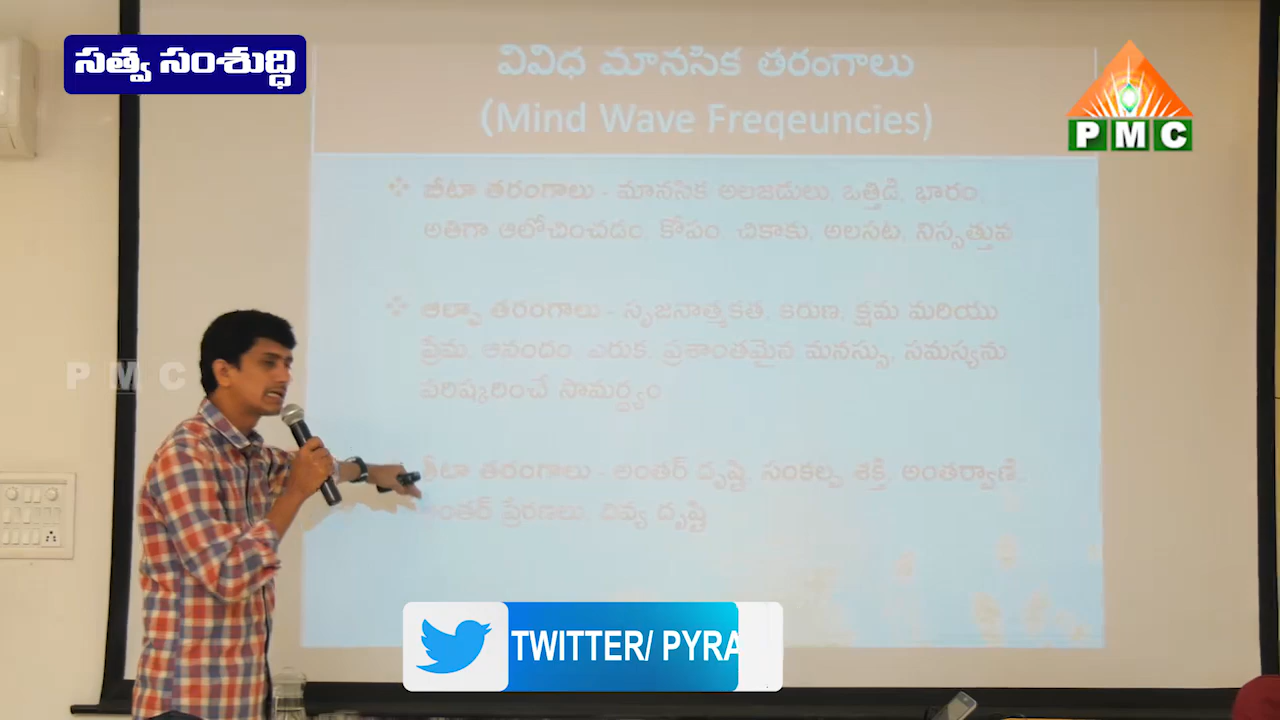 సత్వ సంశుద్ధి
వివిధ మానసిక తరంగాలు
(Mind Wave Freqeuncies)
PMC
❖ బీటా తరంగాలు - మానసిక అలజడులు, ఒత్తిడి, భారం
అతిగా ఆలోచించడం, కోపం, చికాకు, అలసట, నిస్సత్తువ
❖ ఆల్ఫా తరంగాలు - సృజనాత్మకత, కరుణ, క్షమ మరియు
ప్రేమ, ఆనందం, ఎరుక, ప్రశాంతమైన మనస్సు, సమస్యను
పరిష్కరించే సామర్థ్యం
PMC
తీటా తరంగాలు - అంతర్ దృష్టి, సంకల్ప శక్తి, అంతర్వాణి,
అంతర్ ప్రేరణలు, దివ్య దృష్టి
TWITTER/ PYRA